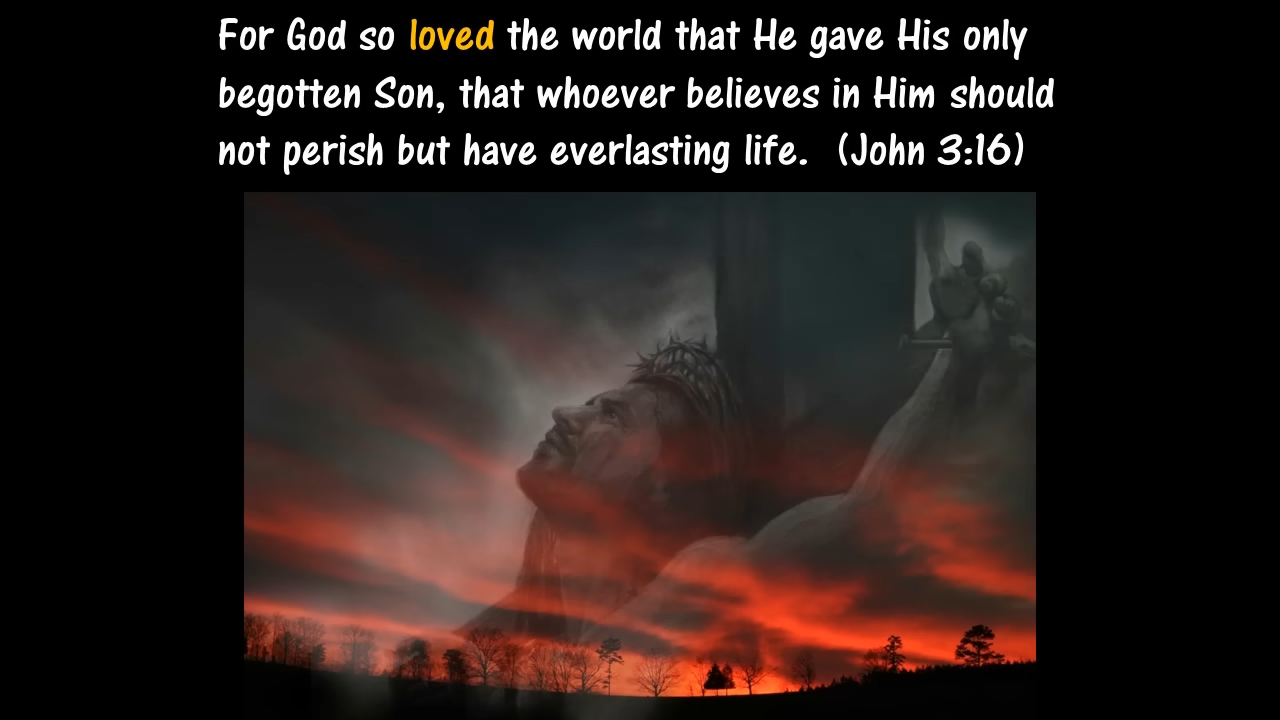 For God so loved the world that He gave His only
begotten Son, that whoever believes in Him should
not perish but have everlasting life.  (John 3:16)